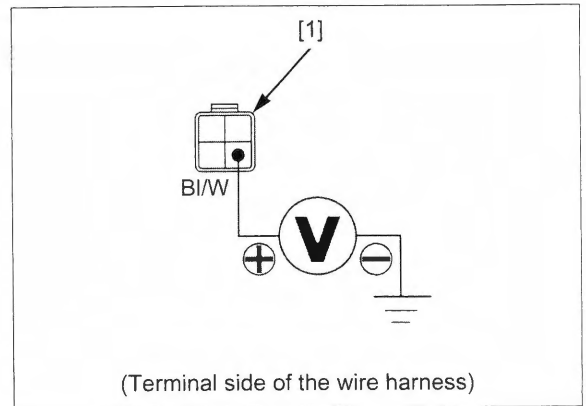 [1]
Bl/W
V
+ −
(Terminal side of the wire harness)